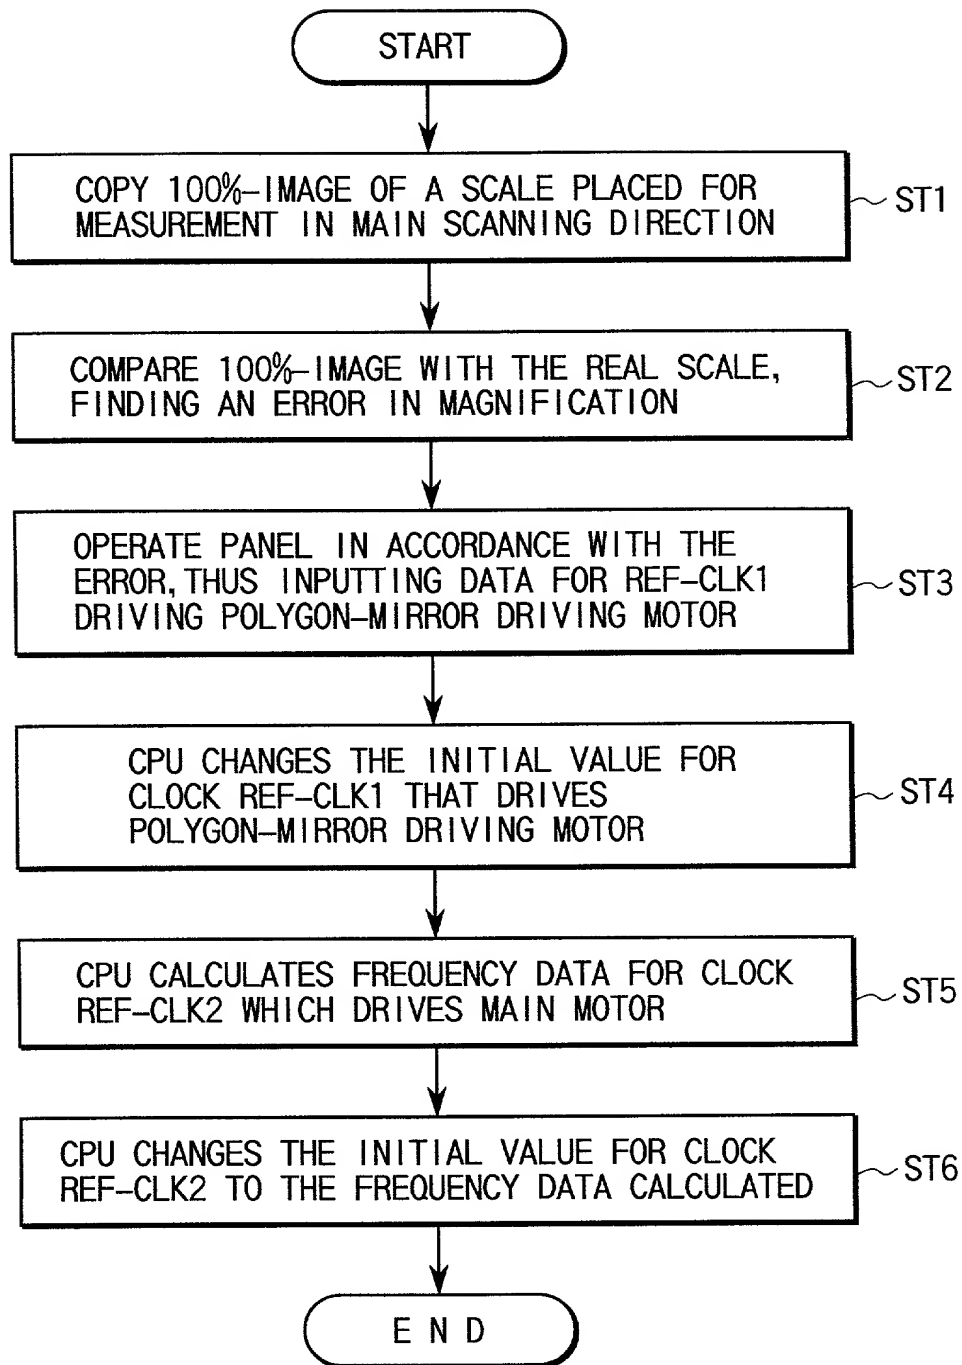 START
COPY 100%-IMAGE OF A SCALE PLACED FOR
MEASUREMENT IN MAIN SCANNING DIRECTION
ST1
COMPARE 100%-IMAGE WITH THE REAL SCALE,
FINDING AN ERROR IN MAGNIFICATION
ST2
OPERATE PANEL IN ACCORDANCE WITH THE
ERROR, THUS INPUTTING DATA FOR REF-CLK1
DRIVING POLYGON-MIRROR DRIVING MOTOR
ST3
CPU CHANGES THE INITIAL VALUE FOR
CLOCK REF-CLK1 THAT DRIVES
POLYGON-MIRROR DRIVING MOTOR
ST4
CPU CALCULATES FREQUENCY DATA FOR CLOCK
REF-CLK2 WHICH DRIVES MAIN MOTOR
ST5
CPU CHANGES THE INITIAL VALUE FOR CLOCK
REF-CLK2 TO THE FREQUENCY DATA CALCULATED
ST6
END